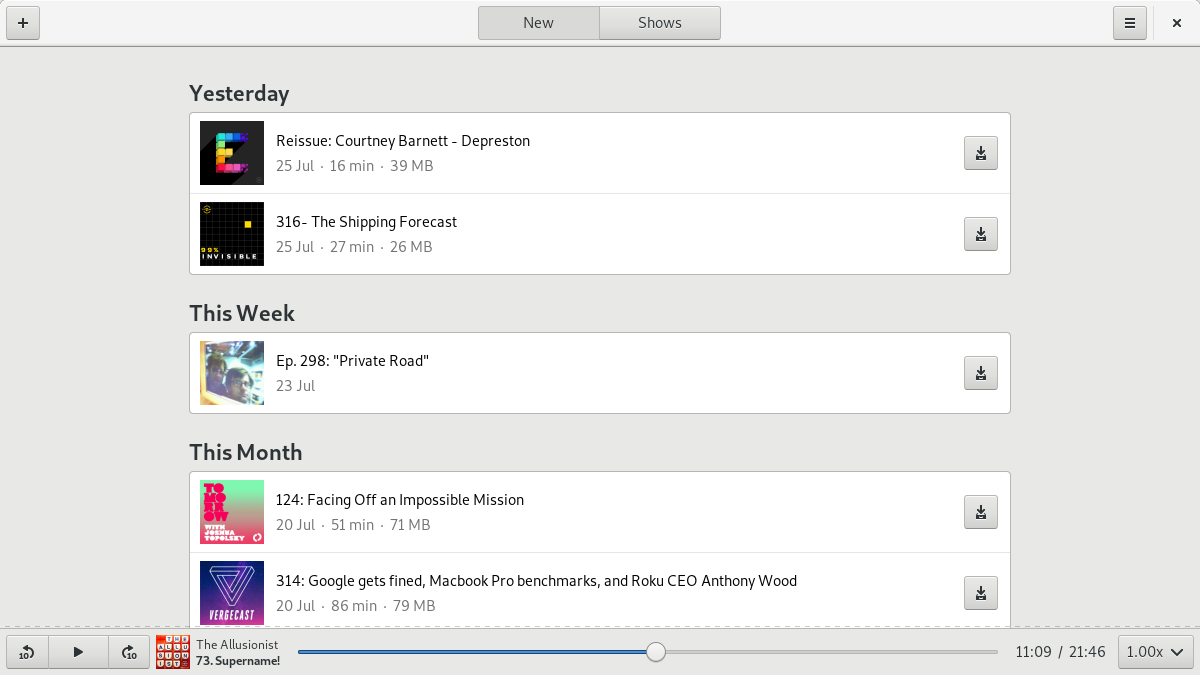 New
Shows
Yesterday
Reissue: Courtney Barnett - Depreston
25 Jul · 16 min · 39 MB
99%
INVISIBLE
316- The Shipping Forecast
25 Jul · 27 min · 26 MB
This Week
Ep. 298: "Private Road"
23 Jul
This Month
TOMORROW
WITH
JOSHUA
TOPOLSKY
124: Facing Off an Impossible Mission
20 Jul · 51 min · 71 MB
VERGECAST
314: Google gets fined, Macbook Pro benchmarks, and Roku CEO Anthony Wood
20 Jul · 86 min · 79 MB
10
10
THE
ALLUSIONIST
The Allusionist
73. Supername!
11:09 / 21:46
1.00x